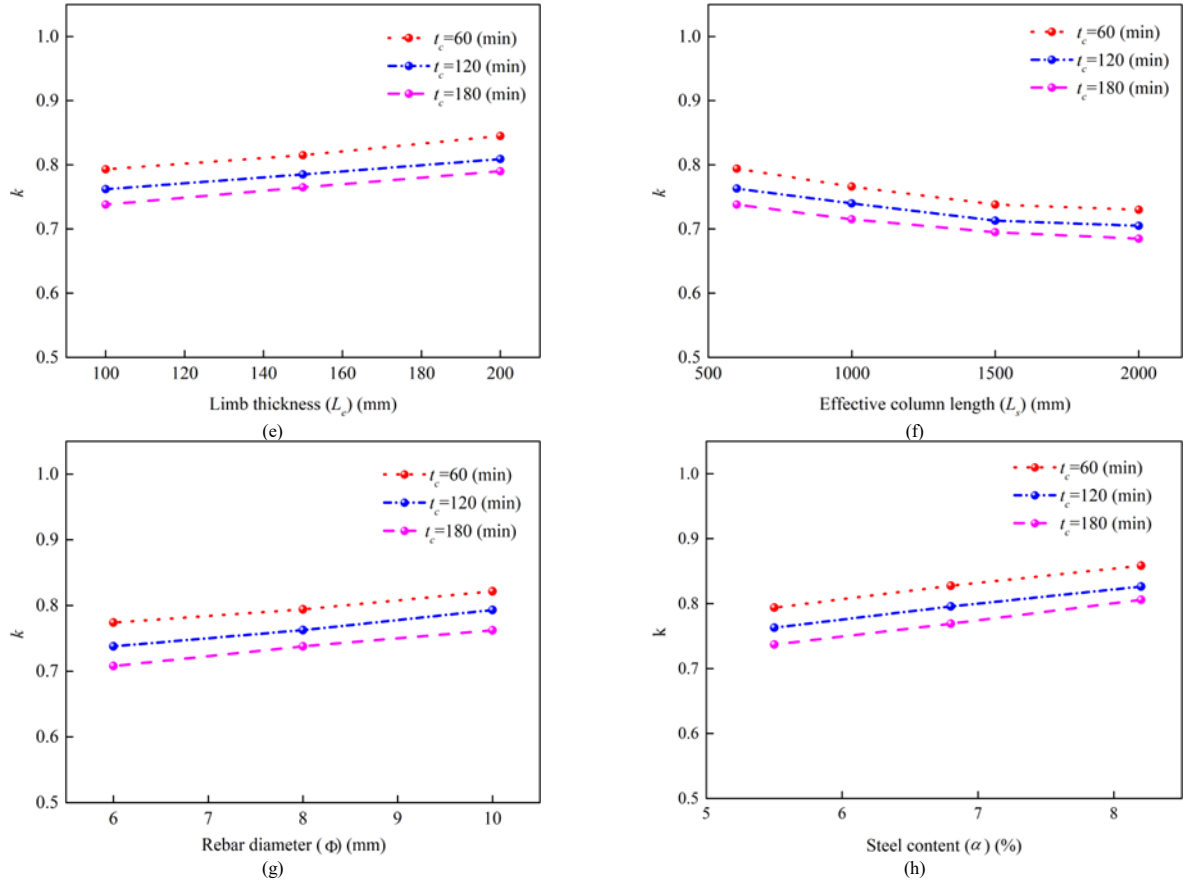 1.0
0.9
0.8
0.7
0.6
0.5
k
t_c=60 (min)
t_c=120 (min)
t_c=180 (min)
100 120 140 160 180 200
Limb thickness (L_c) (mm)
(e)
1.0
0.9
0.8
0.7
0.6
0.5
k
t_c=60 (min)
t_c=120 (min)
t_c=180 (min)
500 1000 1500 2000
Effective column length (L_s) (mm)
(f)
1.0
0.9
0.8
0.7
0.6
0.5
k
t_c=60 (min)
t_c=120 (min)
t_c=180 (min)
6 7 8 9 10
Rebar diameter (Φ) (mm)
(g)
1.0
0.9
0.8
0.7
0.6
0.5
k
t_c=60 (min)
t_c=120 (min)
t_c=180 (min)
5 6 7 8
Steel content (α) (%)
(h)